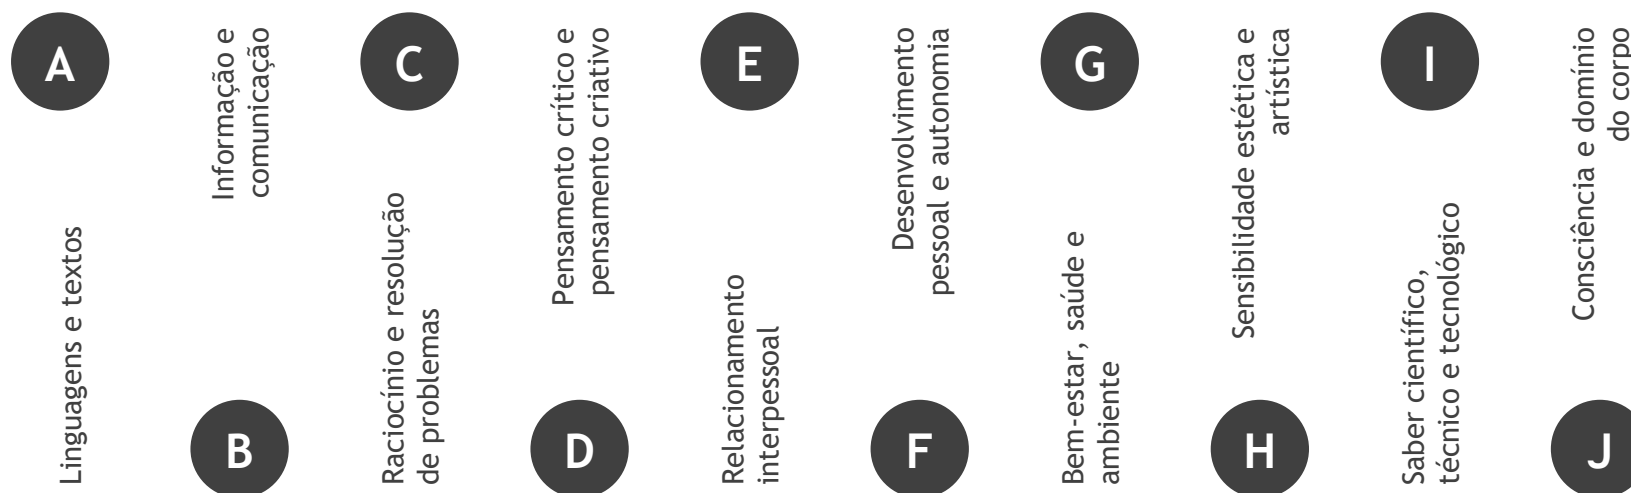 A
Linguagens e textos
Informação e
comunicação
B
C
Raciocínio e resolução
de problemas
Pensamento crítico e
pensamento criativo
D
E
Relacionamento
interpessoal
Desenvolvimento
pessoal e autonomia
F
G
Bem-estar, saúde e
ambiente
Sensibilidade estética e
artística
H
I
Saber científico,
técnico e tecnológico
Consciência e domínio
do corpo
J